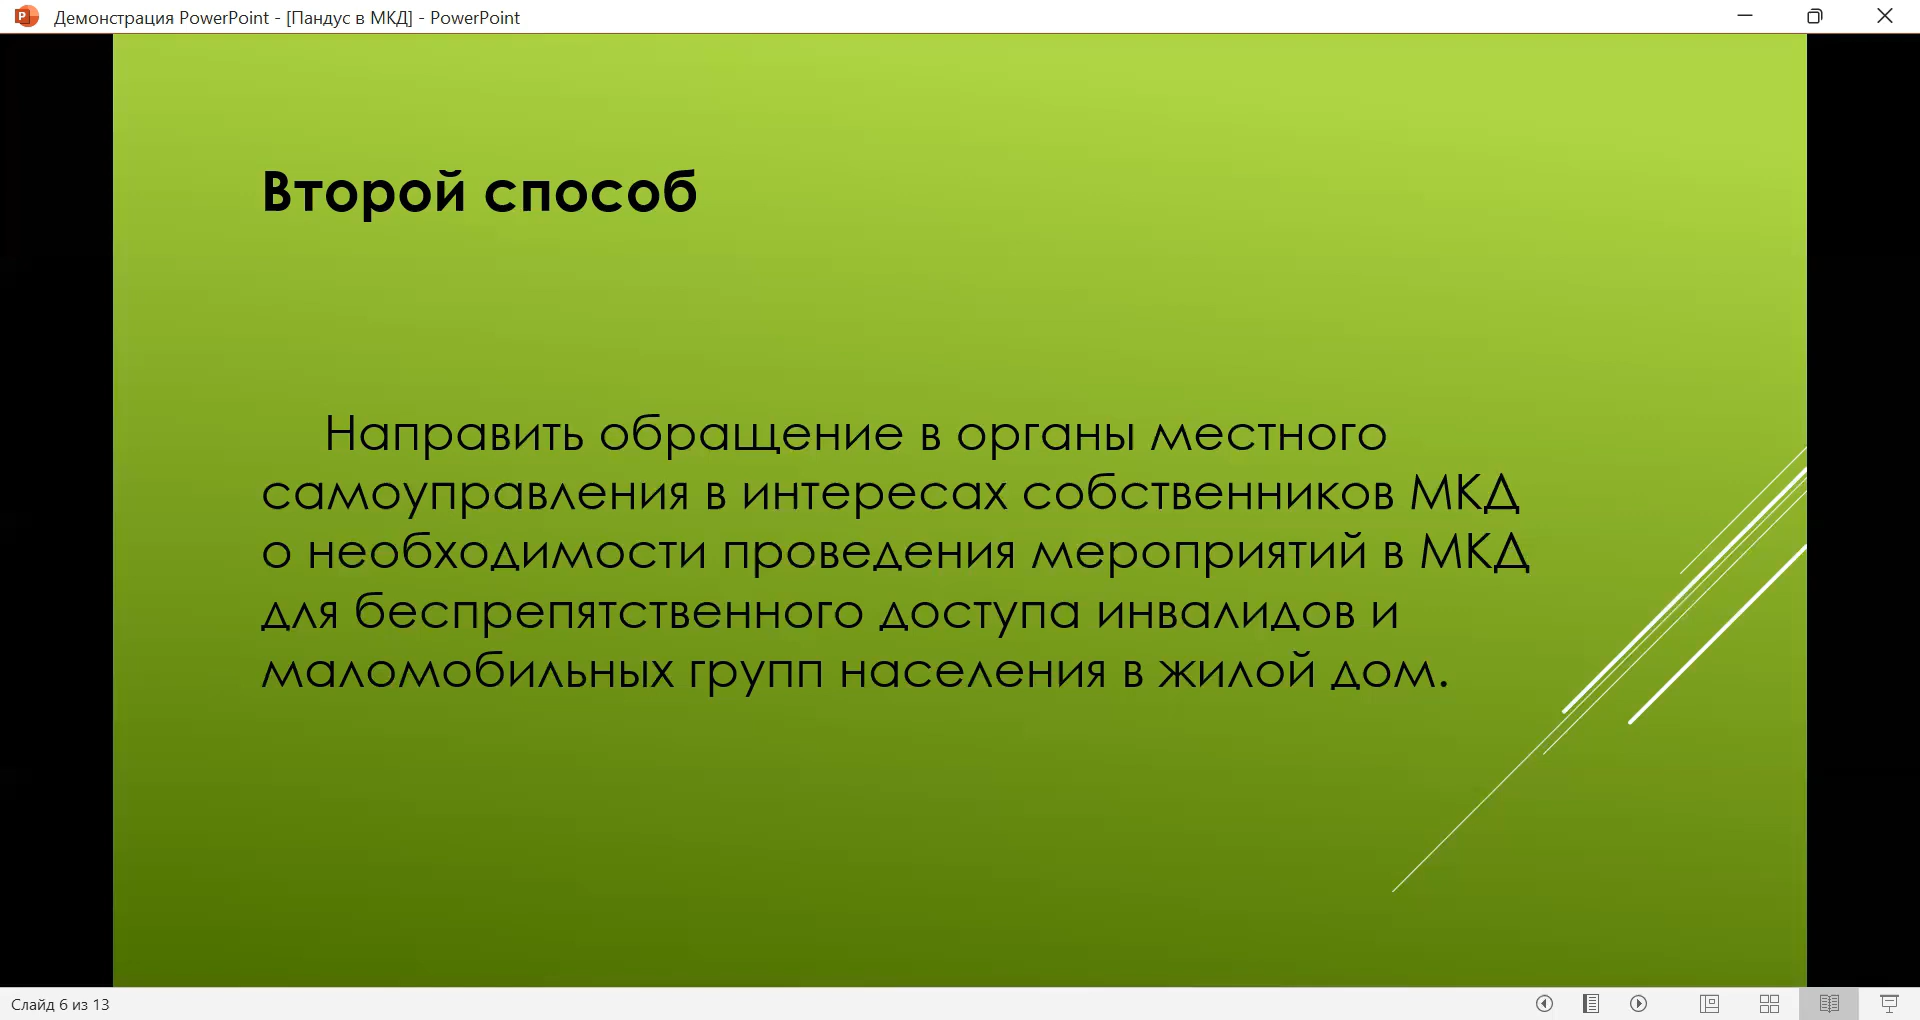 Демонстрация PowerPoint - [Пандус в МКД] - PowerPoint
Второй способ
Направить обращение в органы местного
самоуправления в интересах собственников МКД
о необходимости проведения мероприятий в МКД
для беспрепятственного доступа инвалидов и
маломобильных групп населения в жилой дом.
Слайд 6 из 13